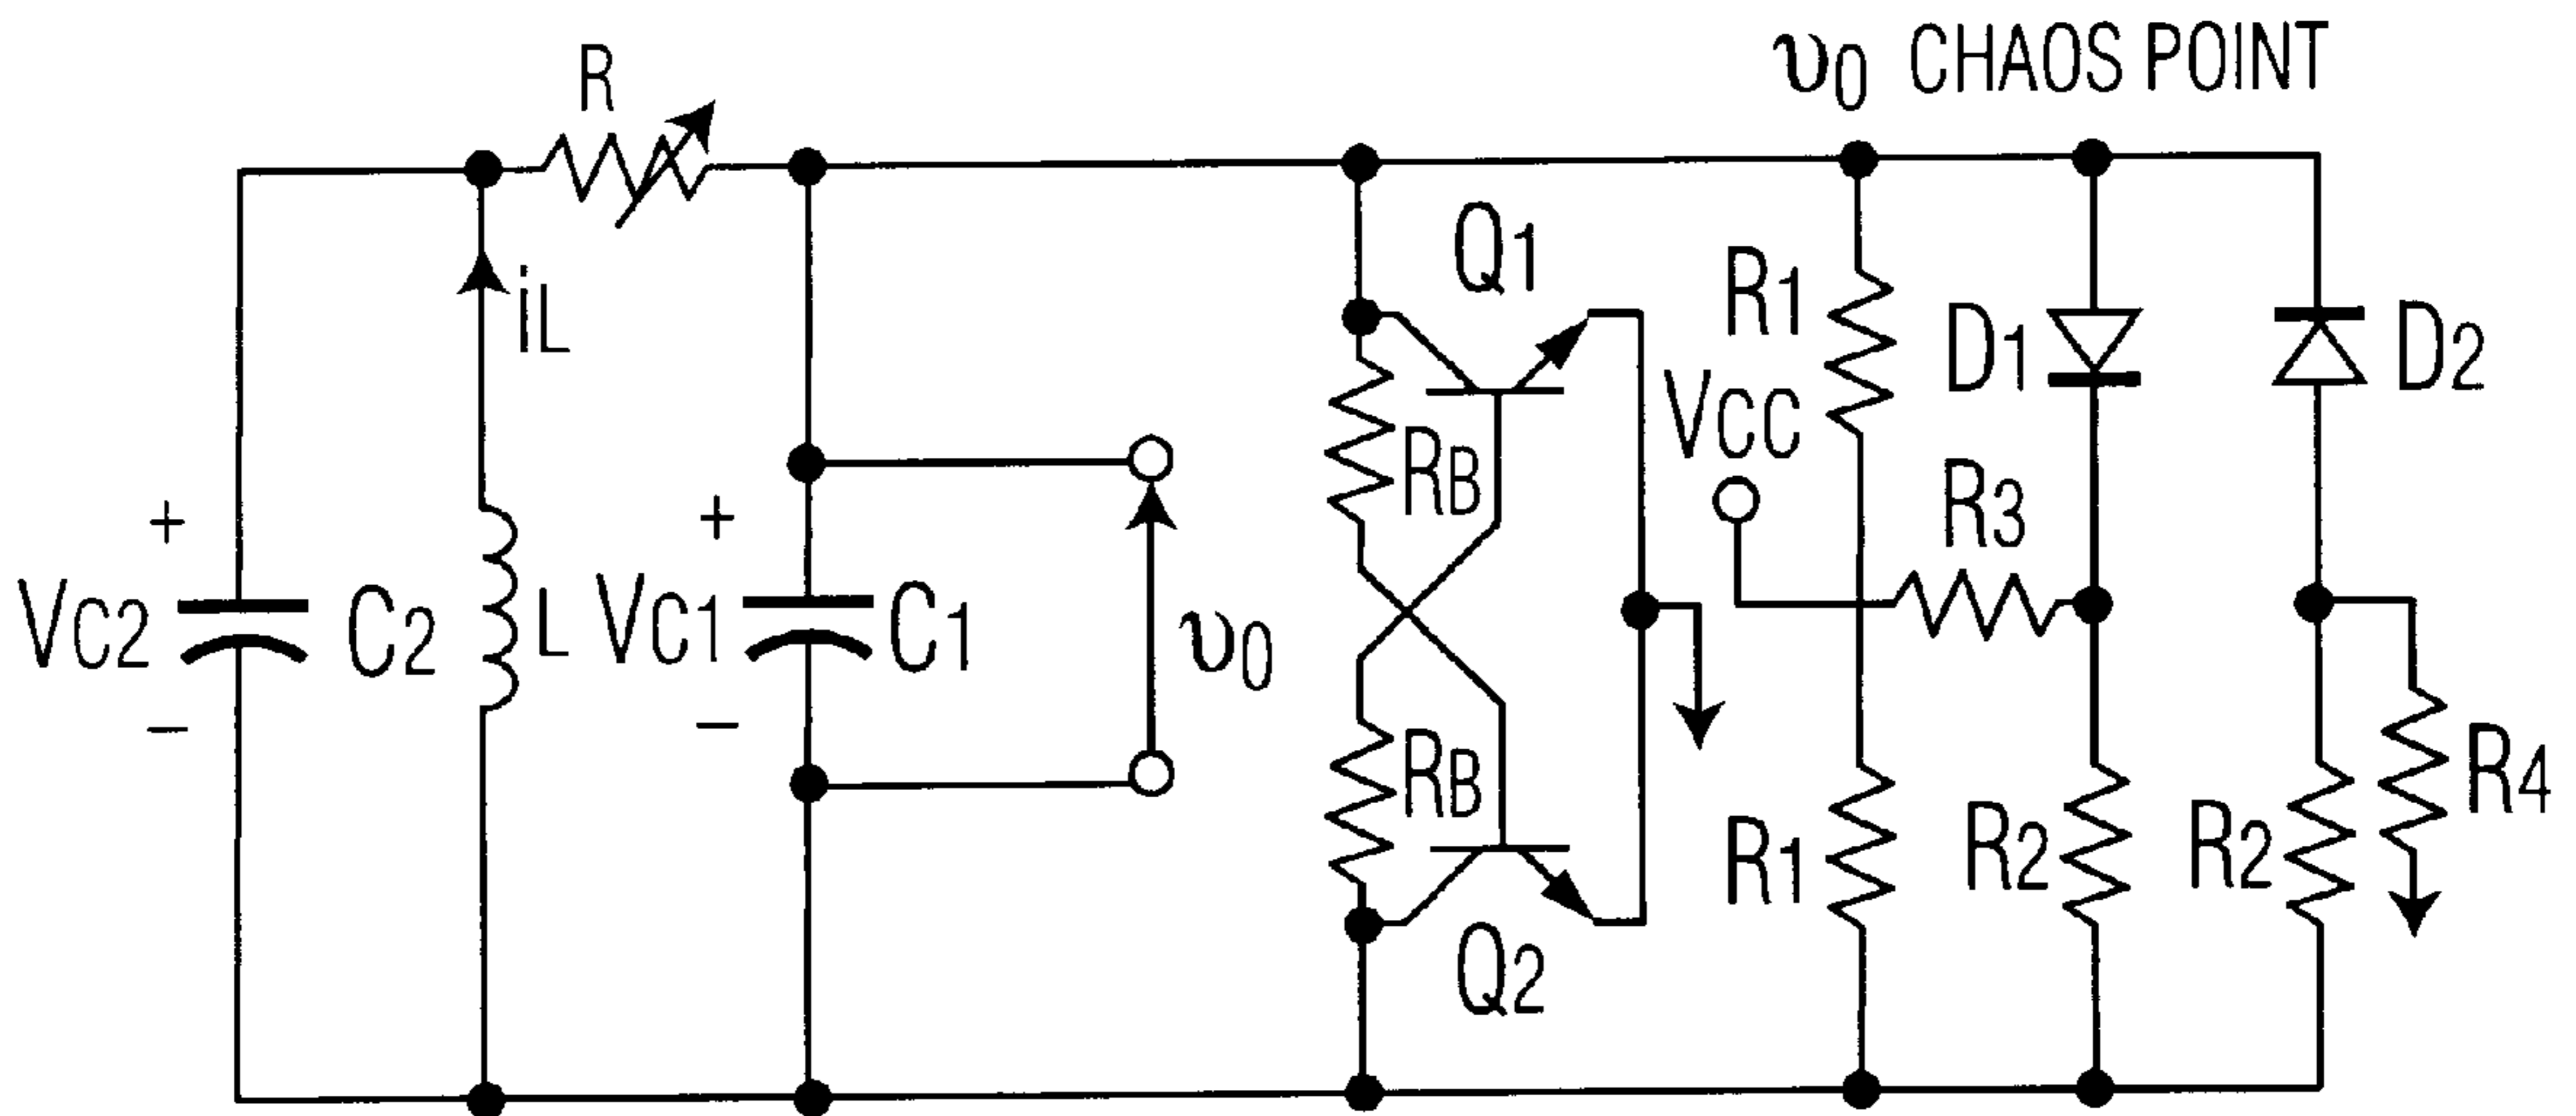 υ0 CHAOS POINT
R
Q1
R1
iL
D1
D2
VCC
RB
R3
+
+
VC2
C2
L
VC1
C1
υ0
−
−
RB
R1
R2
R2
R4
Q2